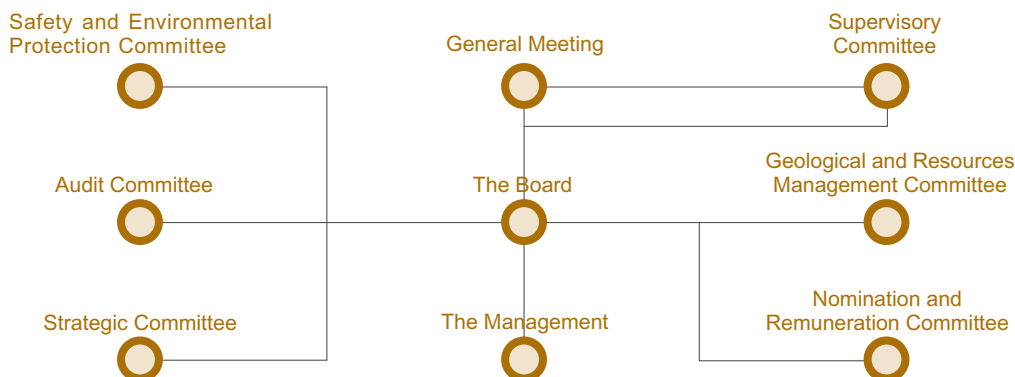 Safety and Environmental
Protection Committee
General Meeting
Supervisory
Committee
Audit Committee
The Board
Geological and Resources
Management Committee
Strategic Committee
The Management
Nomination and
Remuneration Committee